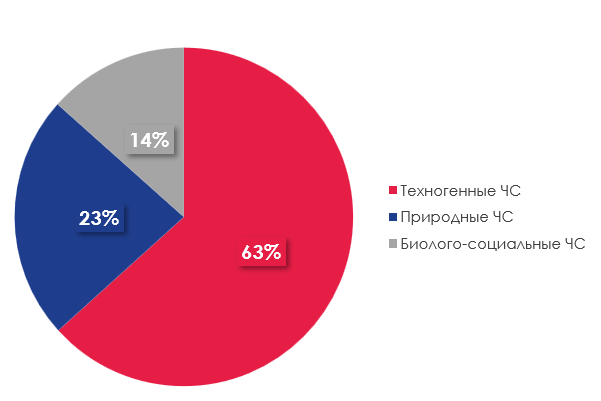 14%
23%
63%
Техногенные ЧС
Природные ЧС
Биолого-социальные ЧС